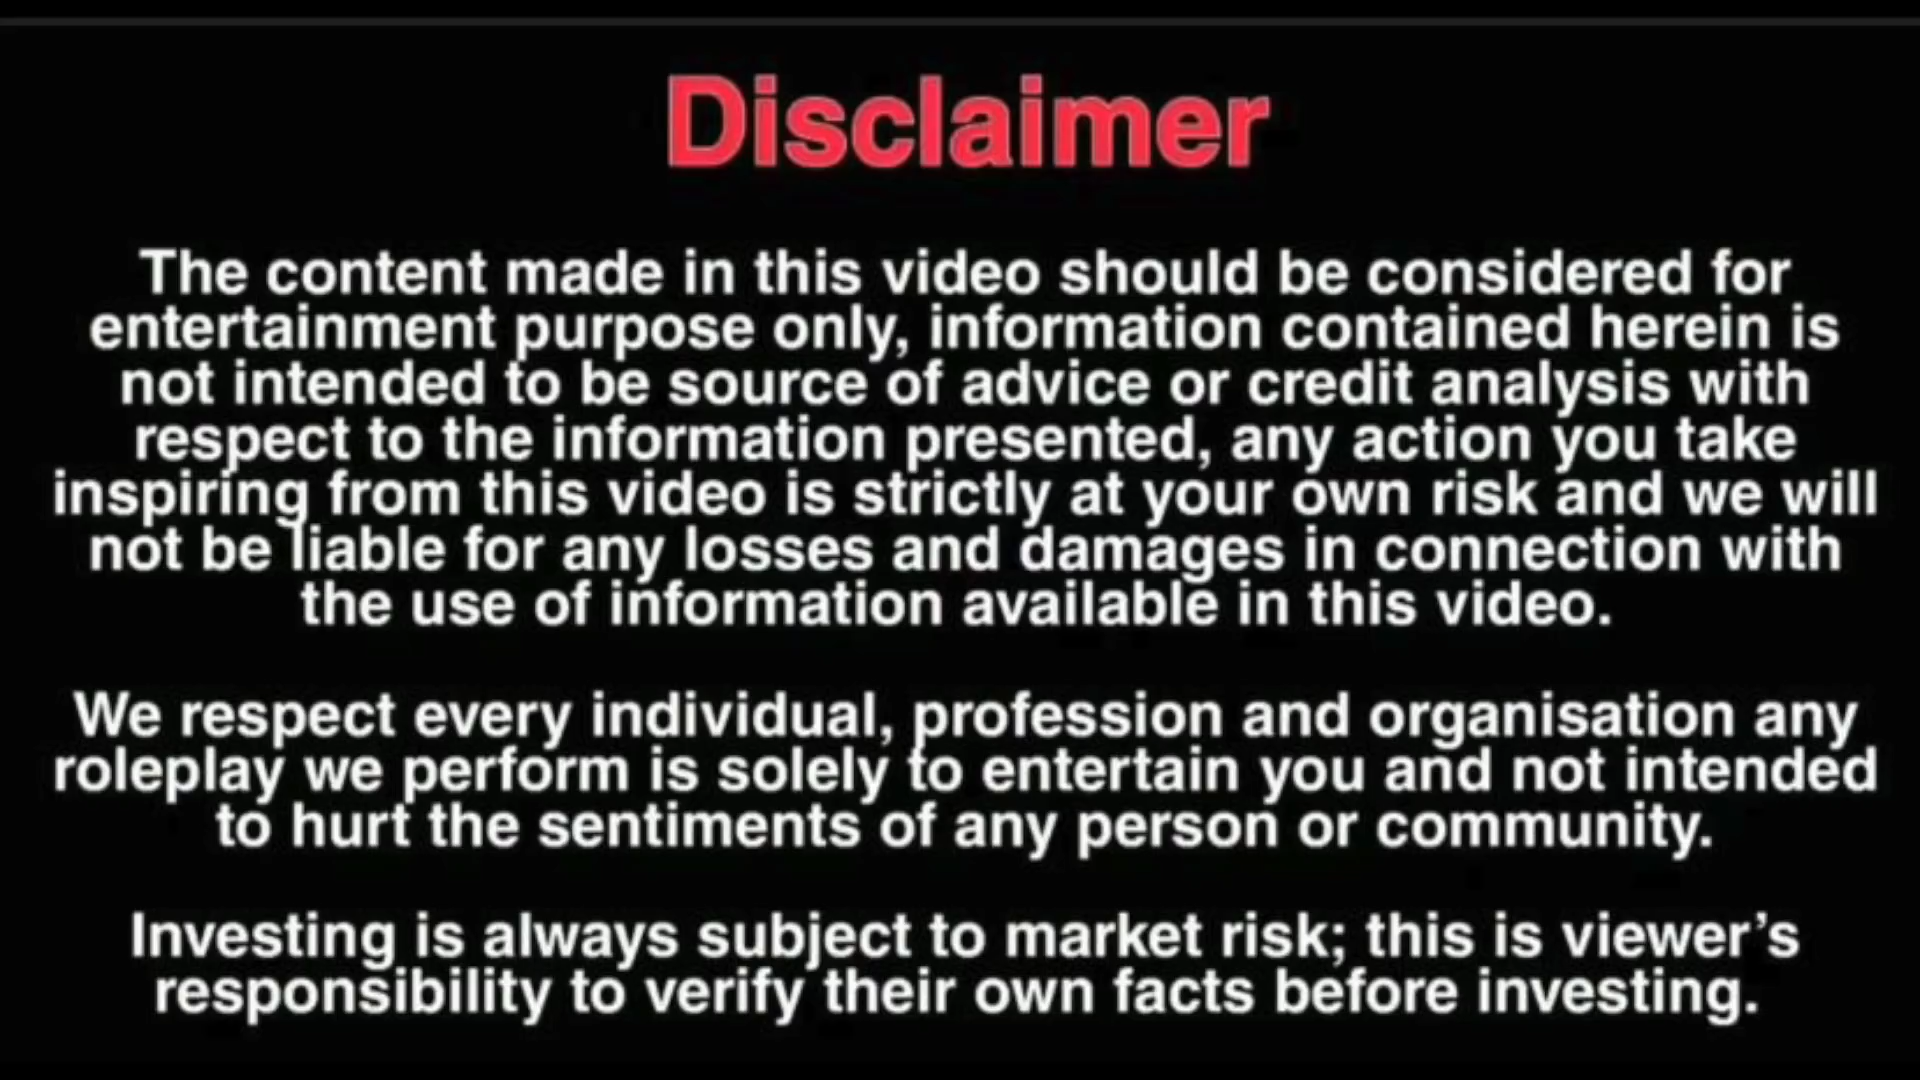 Disclaimer
The content made in this video should be considered for
entertainment purpose only, information contained herein is
not intended to be source of advice or credit analysis with
respect to the information presented, any action you take
inspiring from this video is strictly at your own risk and we will
not be liable for any losses and damages in connection with
the use of information available in this video.
We respect every individual, profession and organisation any
roleplay we perform is solely to entertain you and not intended
to hurt the sentiments of any person or community.
Investing is always subject to market risk; this is viewer’s
responsibility to verify their own facts before investing.